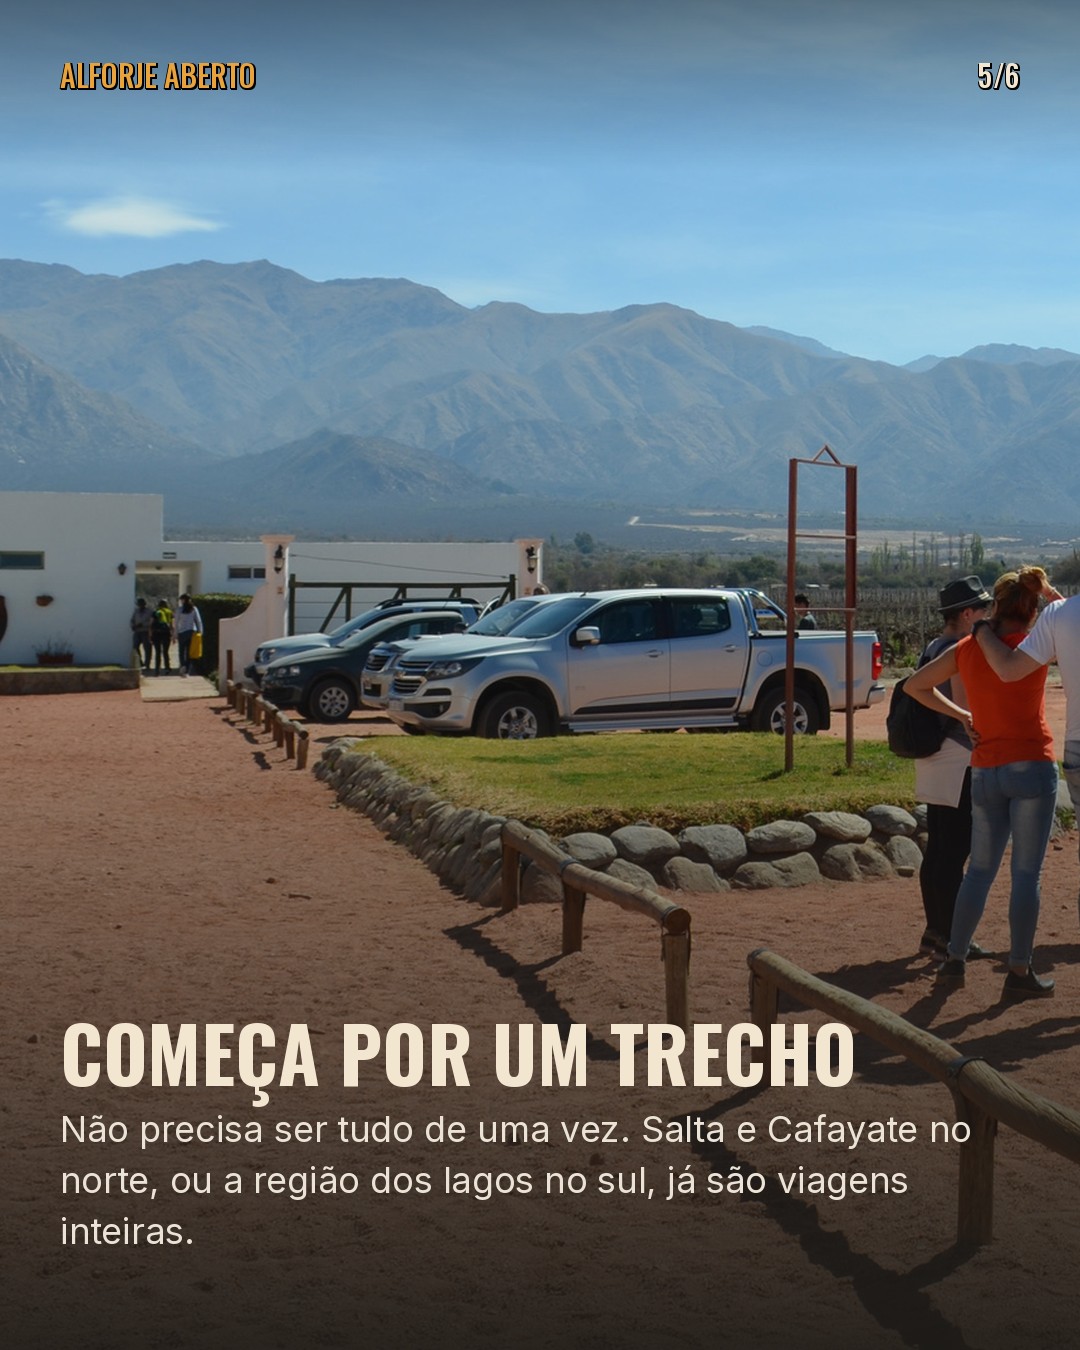 ALFORJE ABERTO
5/6
COMEÇA POR UM TRECHO
Não precisa ser tudo de uma vez. Salta e Cafayate no
norte, ou a região dos lagos no sul, já são viagens
inteiras.